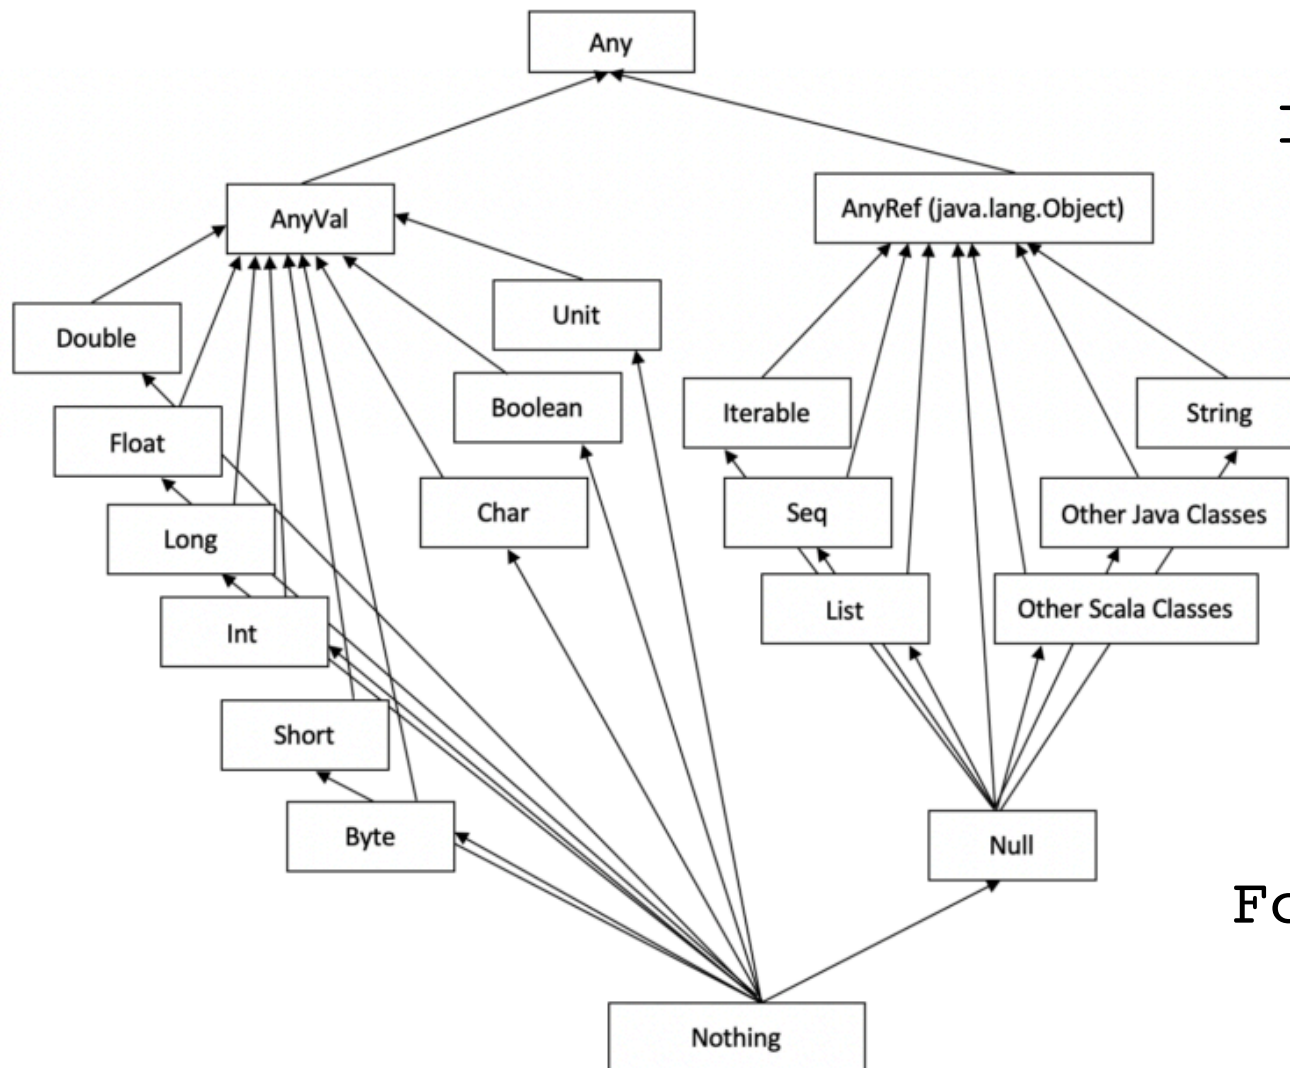 Any
AnyVal
AnyRef (java.lang.Object)
Double
Unit
Float
Boolean
Iterable
String
Long
Char
Seq
Other Java Classes
Int
List
Other Scala Classes
Short
Byte
Null
Nothing